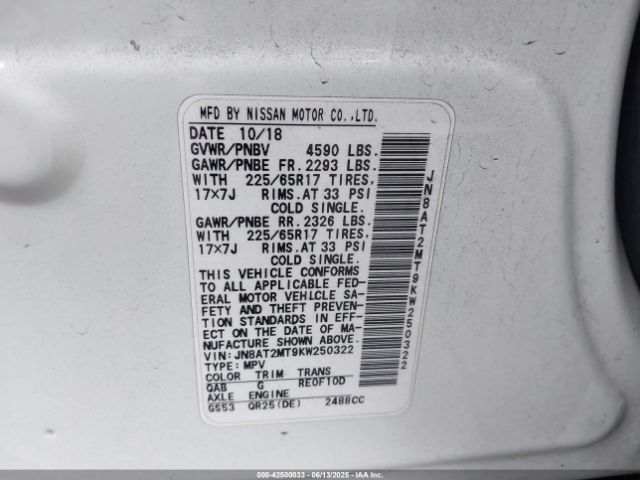 MFD BY NISSAN MOTOR CO.,LTD.
DATE 10/18
GVWR/PNBV 4590 LBS.
GAWR/PNBE FR. 2293 LBS.
WITH 225/65R17 TIRES,
17×7J RIMS.AT 33 PSI
COLD SINGLE.
GAWR/PNBE RR. 2326 LBS.
WITH 225/65R17 TIRES,
17×7J RIMS.AT 33 PSI
COLD SINGLE.
THIS VEHICLE CONFORMS
TO ALL APPLICABLE FED-
ERAL MOTOR VEHICLE SA-
FETY AND THEFT PREVEN-
TION STANDARDS IN EFF-
ECT ON THE DATE OF MA-
NUFACTURE SHOWN ABOVE.
VIN: JN8AT2MT9KW250322
TYPE: MPV
COLOR TRIM TRANS
QAB G RE0F10D
AXLE ENGINE
GS53 QR25(DE) 2488CC
JN8AT2MT9KW250322
000-42500033 - 06/13/2025 - IAA Inc.